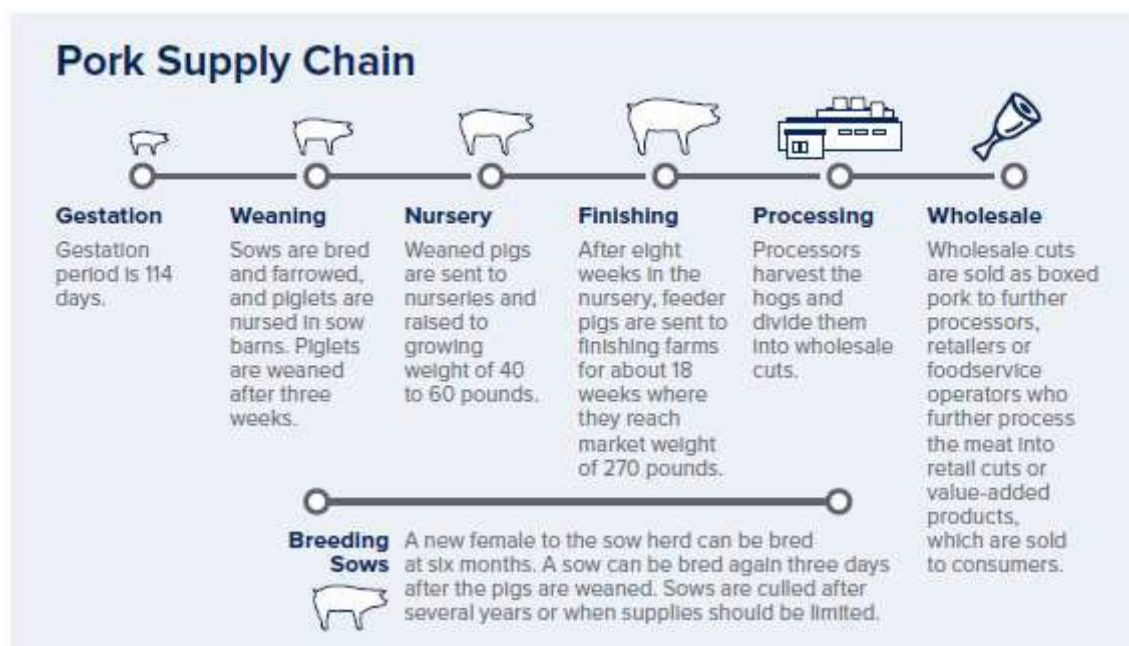 Pork Supply Chain
Gestation
Gestation
period is 114
days.
Weaning
Sows are bred
and farrowed,
and piglets are
nursed in sow
barns. Piglets
are weaned
after three
weeks.
Nursery
Weaned pigs
are sent to
nurseries and
raised to
growing
weight of 40
to 60 pounds.
Finishing
After eight
weeks in the
nursery, feeder
pigs are sent to
finishing farms
for about 18
weeks where
they reach
market weight
of 270 pounds.
Processing
Processors
harvest the
hogs and
divide them
into wholesale
cuts.
Wholesale
Wholesale cuts
are sold as boxed
pork to further
processors,
retailers or
foodservice
operators who
further process
the meat into
retail cuts or
value-added
products,
which are sold
to consumers.
Breeding
Sows
A new female to the sow herd can be bred
at six months. A sow can be bred again three days
after the pigs are weaned. Sows are culled after
several years or when supplies should be limited.